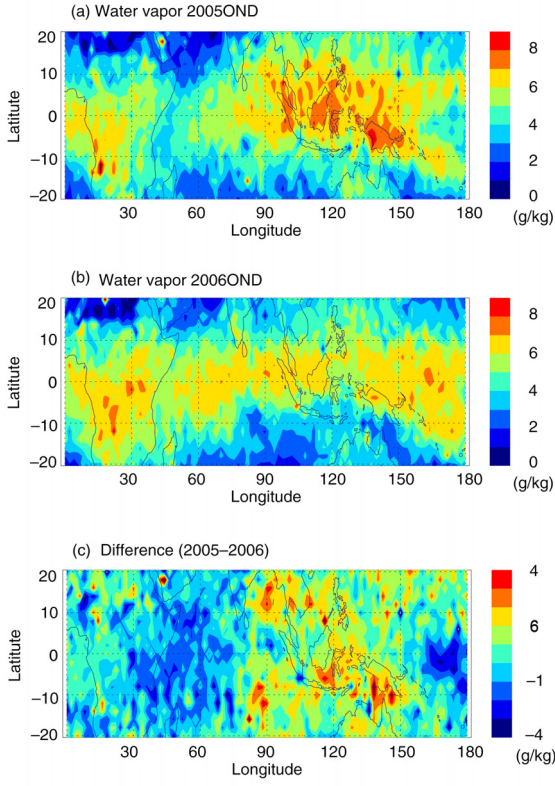 (a) Water vapor 2005OND
20
10
0
−10
−20
Latitute
30 60 90 120 150 180
Longitude
8
6
4
2
0
(g/kg)
(b) Water vapor 2006OND
20
10
0
−10
−20
Latitute
30 60 90 120 150 180
Longitude
8
6
4
2
0
(g/kg)
(c) Difference (2005–2006)
20
10
0
−10
−20
Latitute
30 60 90 120 150 180
Longitude
4
6
−1
−4
(g/kg)